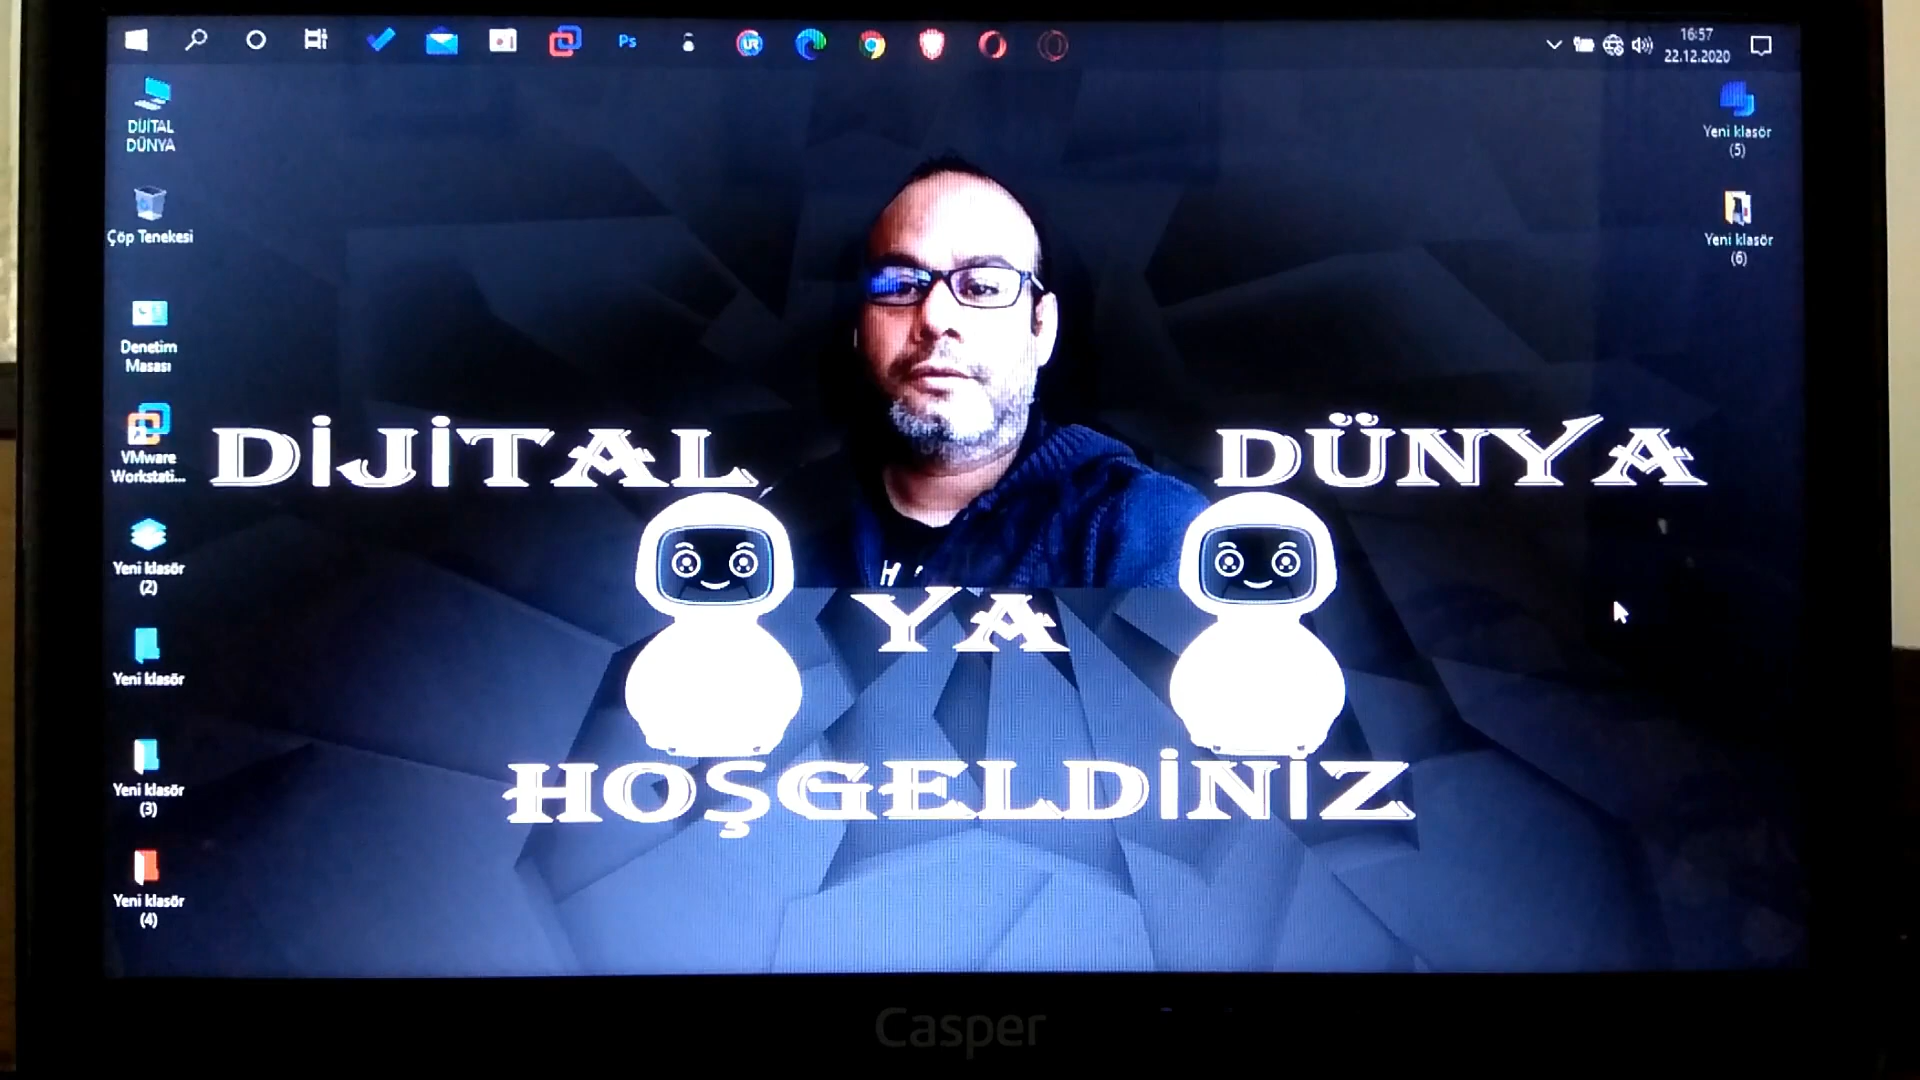 Ps
UR
16:57
22.12.2020
DİJİTAL
DÜNYA
Çöp Tenekesi
Denetim
Masası
VMware
Workstati...
Yeni klasör
(2)
Yeni klasör
Yeni klasör
(3)
Yeni klasör
(4)
Yeni klasör
(5)
Yeni klasör
(6)
DİJİTAL DÜNYA
YA
HOŞGELDİNİZ
Casper